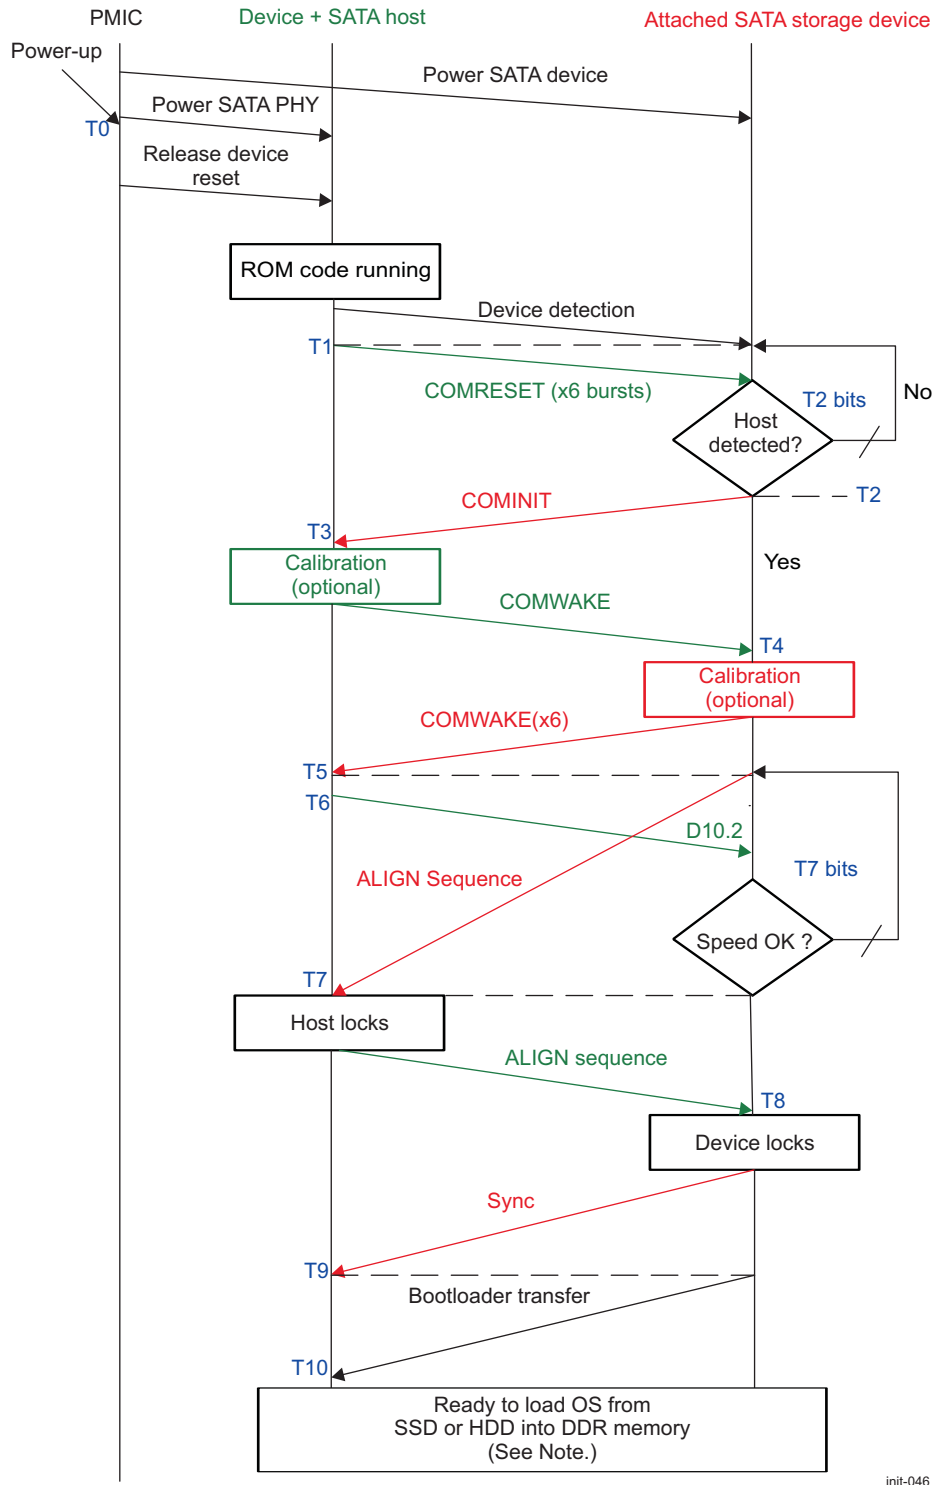 PMIC
Device + SATA host
Attached SATA storage device
Power-up
Power SATA device
Power SATA PHY
T0
Release device
reset
ROM code running
Device detection
T1
COMRESET (x6 bursts)
No
T2 bits
Host
detected?
COMINIT
T2
T3
Calibration
(optional)
Yes
COMWAKE
T4
Calibration
(optional)
COMWAKE(x6)
T5
T6
D10.2
ALIGN Sequence
T7 bits
Speed OK ?
T7
Host locks
ALIGN sequence
T8
Device locks
Sync
T9
Bootloader transfer
T10
Ready to load OS from
SSD or HDD into DDR memory
(See Note.)
init-046